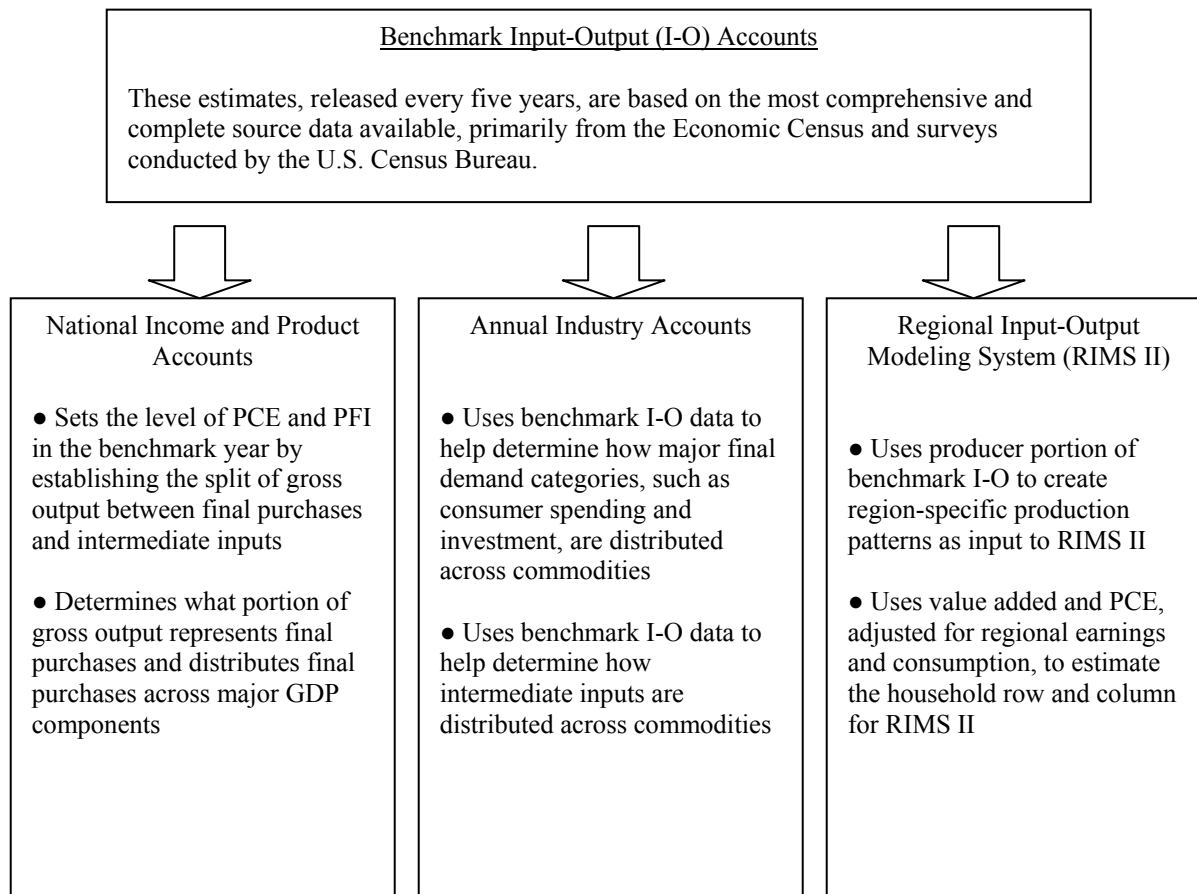 Benchmark Input-Output (I-O) Accounts
These estimates, released every five years, are based on the most comprehensive and
complete source data available, primarily from the Economic Census and surveys
conducted by the U.S. Census Bureau.
National Income and Product
Accounts
● Sets the level of PCE and PFI
in the benchmark year by
establishing the split of gross
output between final purchases
and intermediate inputs
● Determines what portion of
gross output represents final
purchases and distributes final
purchases across major GDP
components
Annual Industry Accounts
● Uses benchmark I-O data to
help determine how major final
demand categories, such as
consumer spending and
investment, are distributed
across commodities
● Uses benchmark I-O data to
help determine how
intermediate inputs are
distributed across commodities
Regional Input-Output
Modeling System (RIMS II)
● Uses producer portion of
benchmark I-O to create
region-specific production
patterns as input to RIMS II
● Uses value added and PCE,
adjusted for regional earnings
and consumption, to estimate
the household row and column
for RIMS II